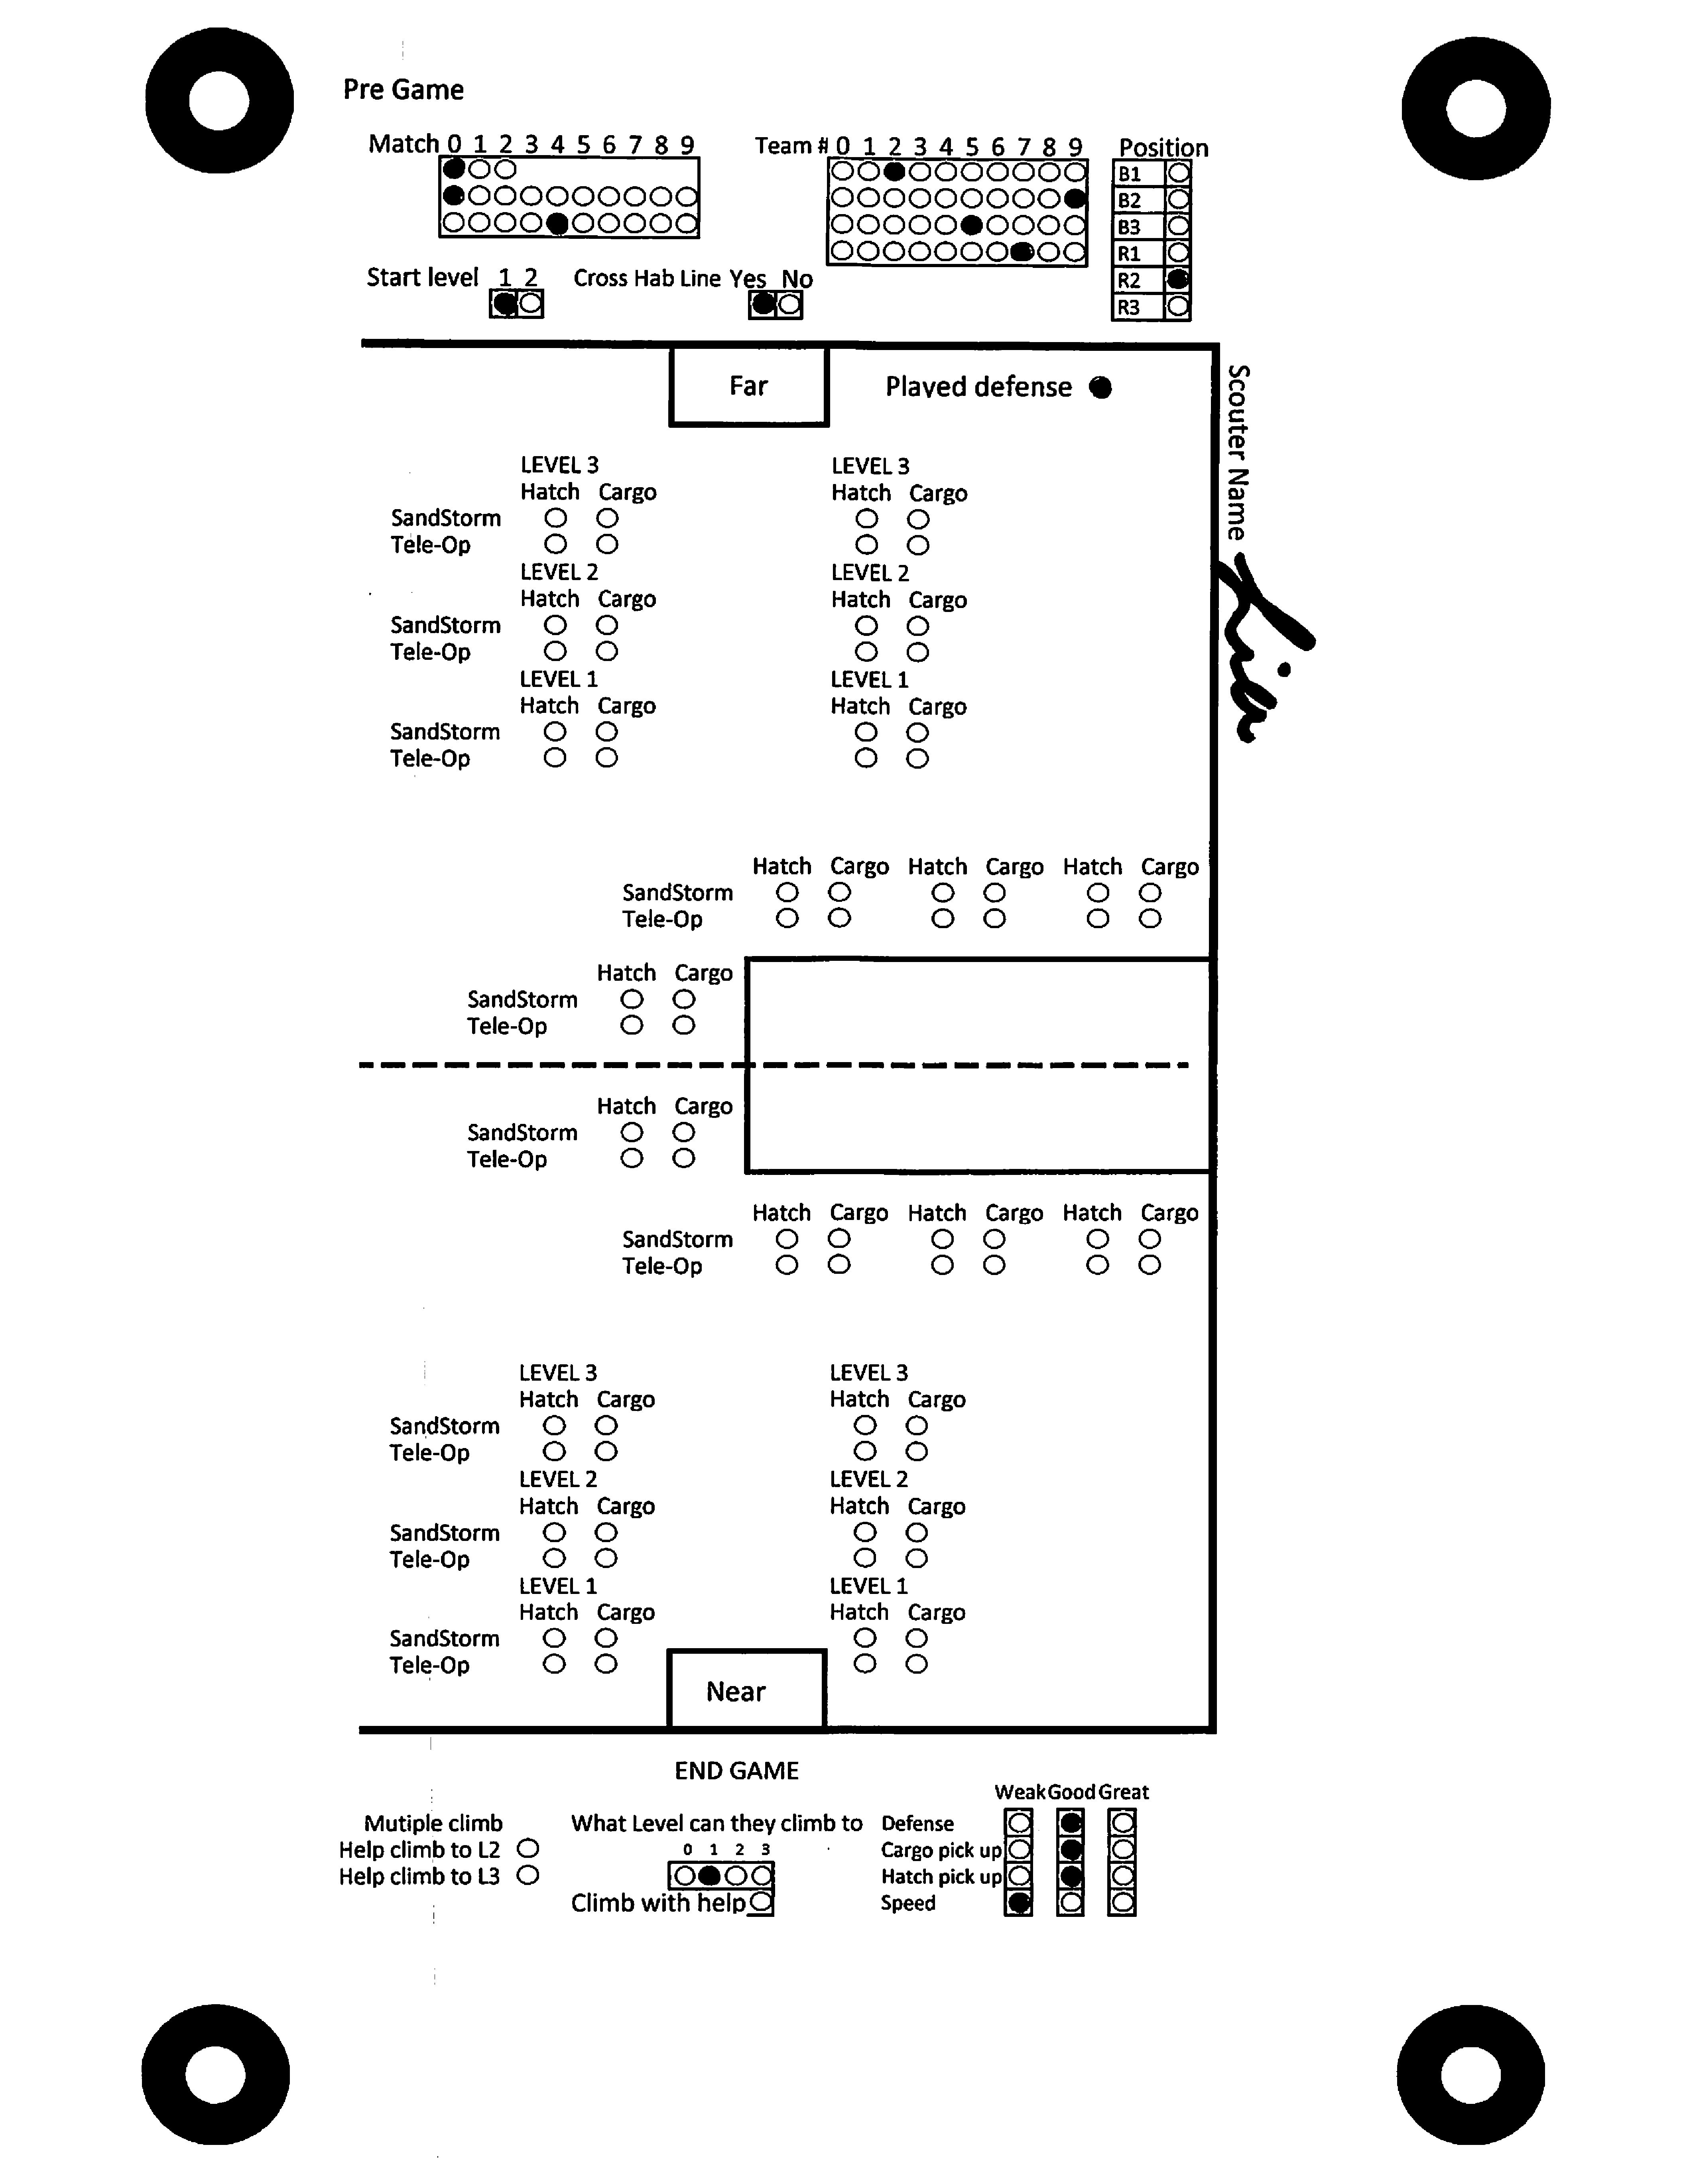 Pre Game
Match 0 1 2 3 4 5 6 7 8 9
Team # 0 1 2 3 4 5 6 7 8 9
Position
B1
B2
B3
R1
R2
R3
Start level 1 2
Cross Hab Line Yes No
Far
Played defense
Scouter Name
LEVEL 3 LEVEL 3
Hatch Cargo Hatch Cargo
SandStorm
Tele-Op
LEVEL 2 LEVEL 2
Hatch Cargo Hatch Cargo
SandStorm
Tele-Op
LEVEL 1 LEVEL 1
Hatch Cargo Hatch Cargo
SandStorm
Tele-Op
Hatch Cargo Hatch Cargo Hatch Cargo
SandStorm
Tele-Op
Hatch Cargo
SandStorm
Tele-Op
Hatch Cargo
SandStorm
Tele-Op
Hatch Cargo Hatch Cargo Hatch Cargo
SandStorm
Tele-Op
LEVEL 3 LEVEL 3
Hatch Cargo Hatch Cargo
SandStorm
Tele-Op
LEVEL 2 LEVEL 2
Hatch Cargo Hatch Cargo
SandStorm
Tele-Op
LEVEL 1 LEVEL 1
Hatch Cargo Hatch Cargo
SandStorm
Tele-Op
Near
END GAME
Mutiple climb
Help climb to L2
Help climb to L3
What Level can they climb to
0 1 2 3
Climb with help
Weak Good Great
Defense
Cargo pick up
Hatch pick up
Speed